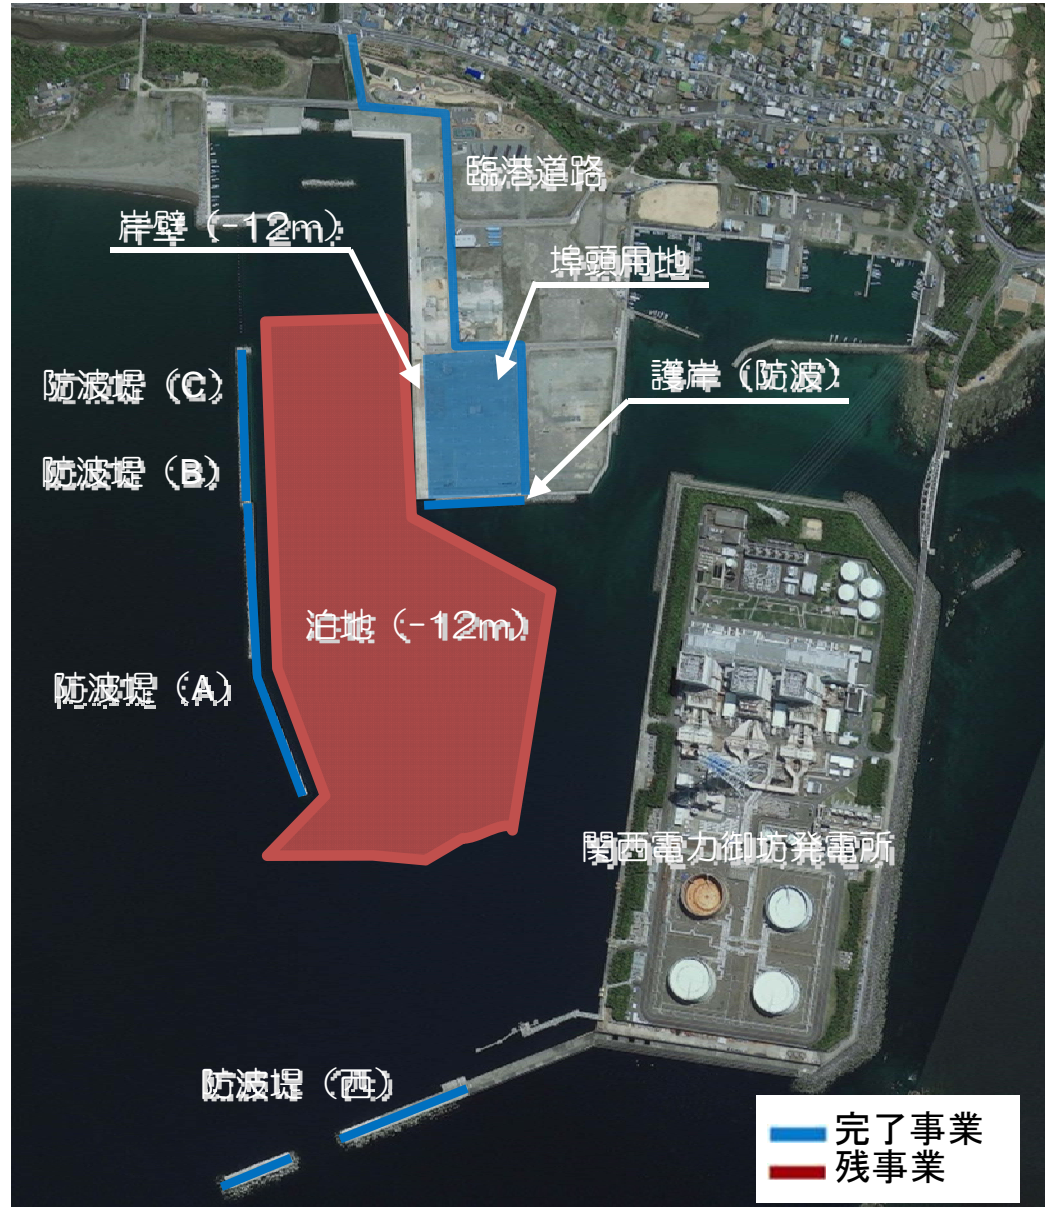 臨港道路
岸壁（-12m）
埠頭用地
防波堤（C）
護岸（防波）
防波堤（B）
泊地（-12m）
防波堤（A）
関西電力御坊発電所
防波堤（西）
完了事業
残事業